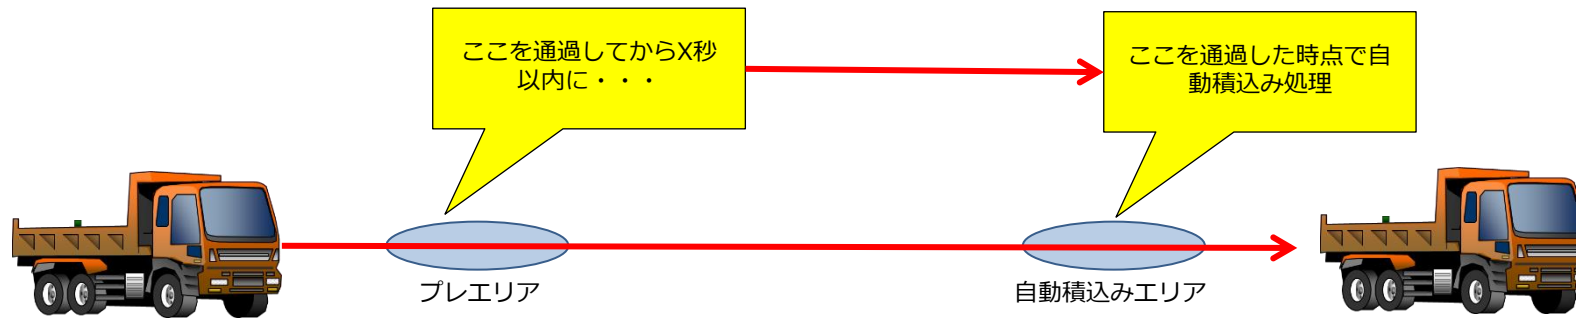 ここを通過してからX秒
以内に・・・
ここを通過した時点で自
動積込み処理
プレエリア
自動積込みエリア